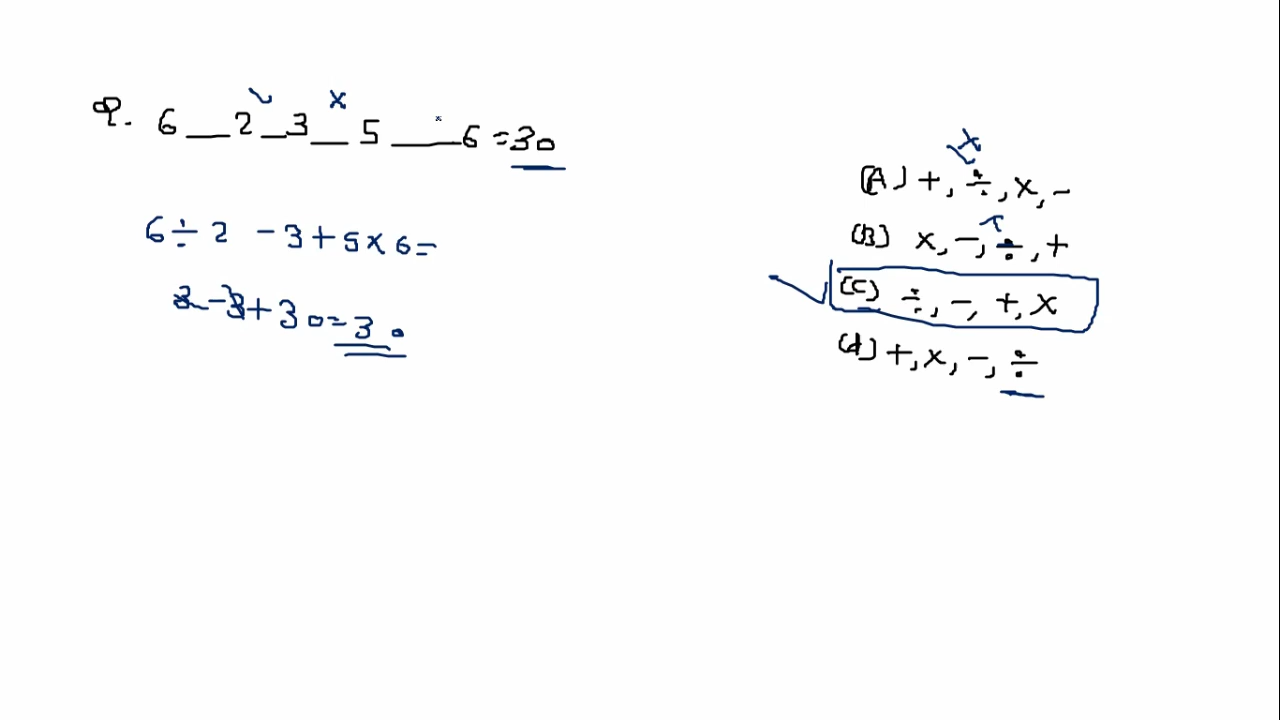 Q. 6 __ 2 __ 3 __ 5 __ 6 = 30
6 ÷ 2 - 3 + 5 x 6 =
3 - 3 + 30 = 30
(A) +, ÷, x, -
(B) x, -, ÷, +
(C) ÷, -, +, x
(d) +, x, -, ÷